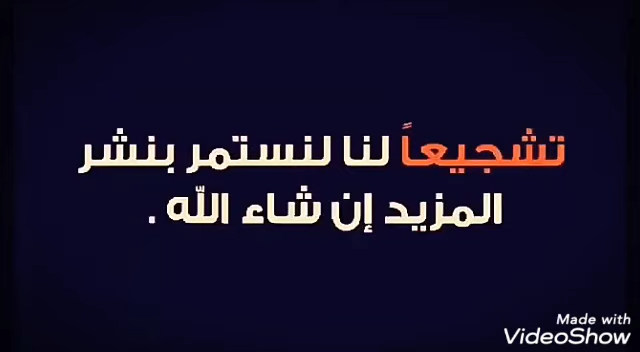 تشجيعاً لنا لنستمر بنشر
المزيد إن شاء الله .
Made with
VideoShow